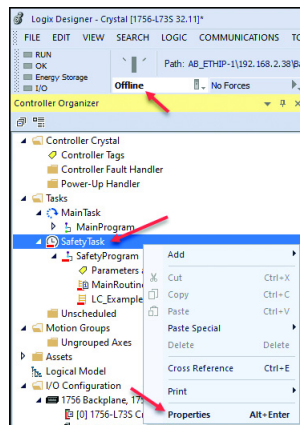 Logix Designer - Crystal [1756-L73S 32.11]*
FILE EDIT VIEW SEARCH LOGIC COMMUNICATIONS TO
RUN
OK
Energy Storage
I/O
Path: AB_ETHIP-1\192.168.2.38\Ba
Offline
No Forces
Controller Organizer
Controller Crystal
Controller Tags
Controller Fault Handler
Power-Up Handler
Tasks
MainTask
MainProgram
SafetyTask
SafetyProgram
Parameters a
MainRoutine
LC_Example
Unscheduled
Motion Groups
Ungrouped Axes
Assets
Logical Model
I/O Configuration
1756 Backplane, 175
[0] 1756-L73S C
Add
Cut Ctrl+X
Copy Ctrl+C
Paste Ctrl+V
Paste Special
Delete Delete
Cross Reference Ctrl+E
Print
Properties Alt+Enter